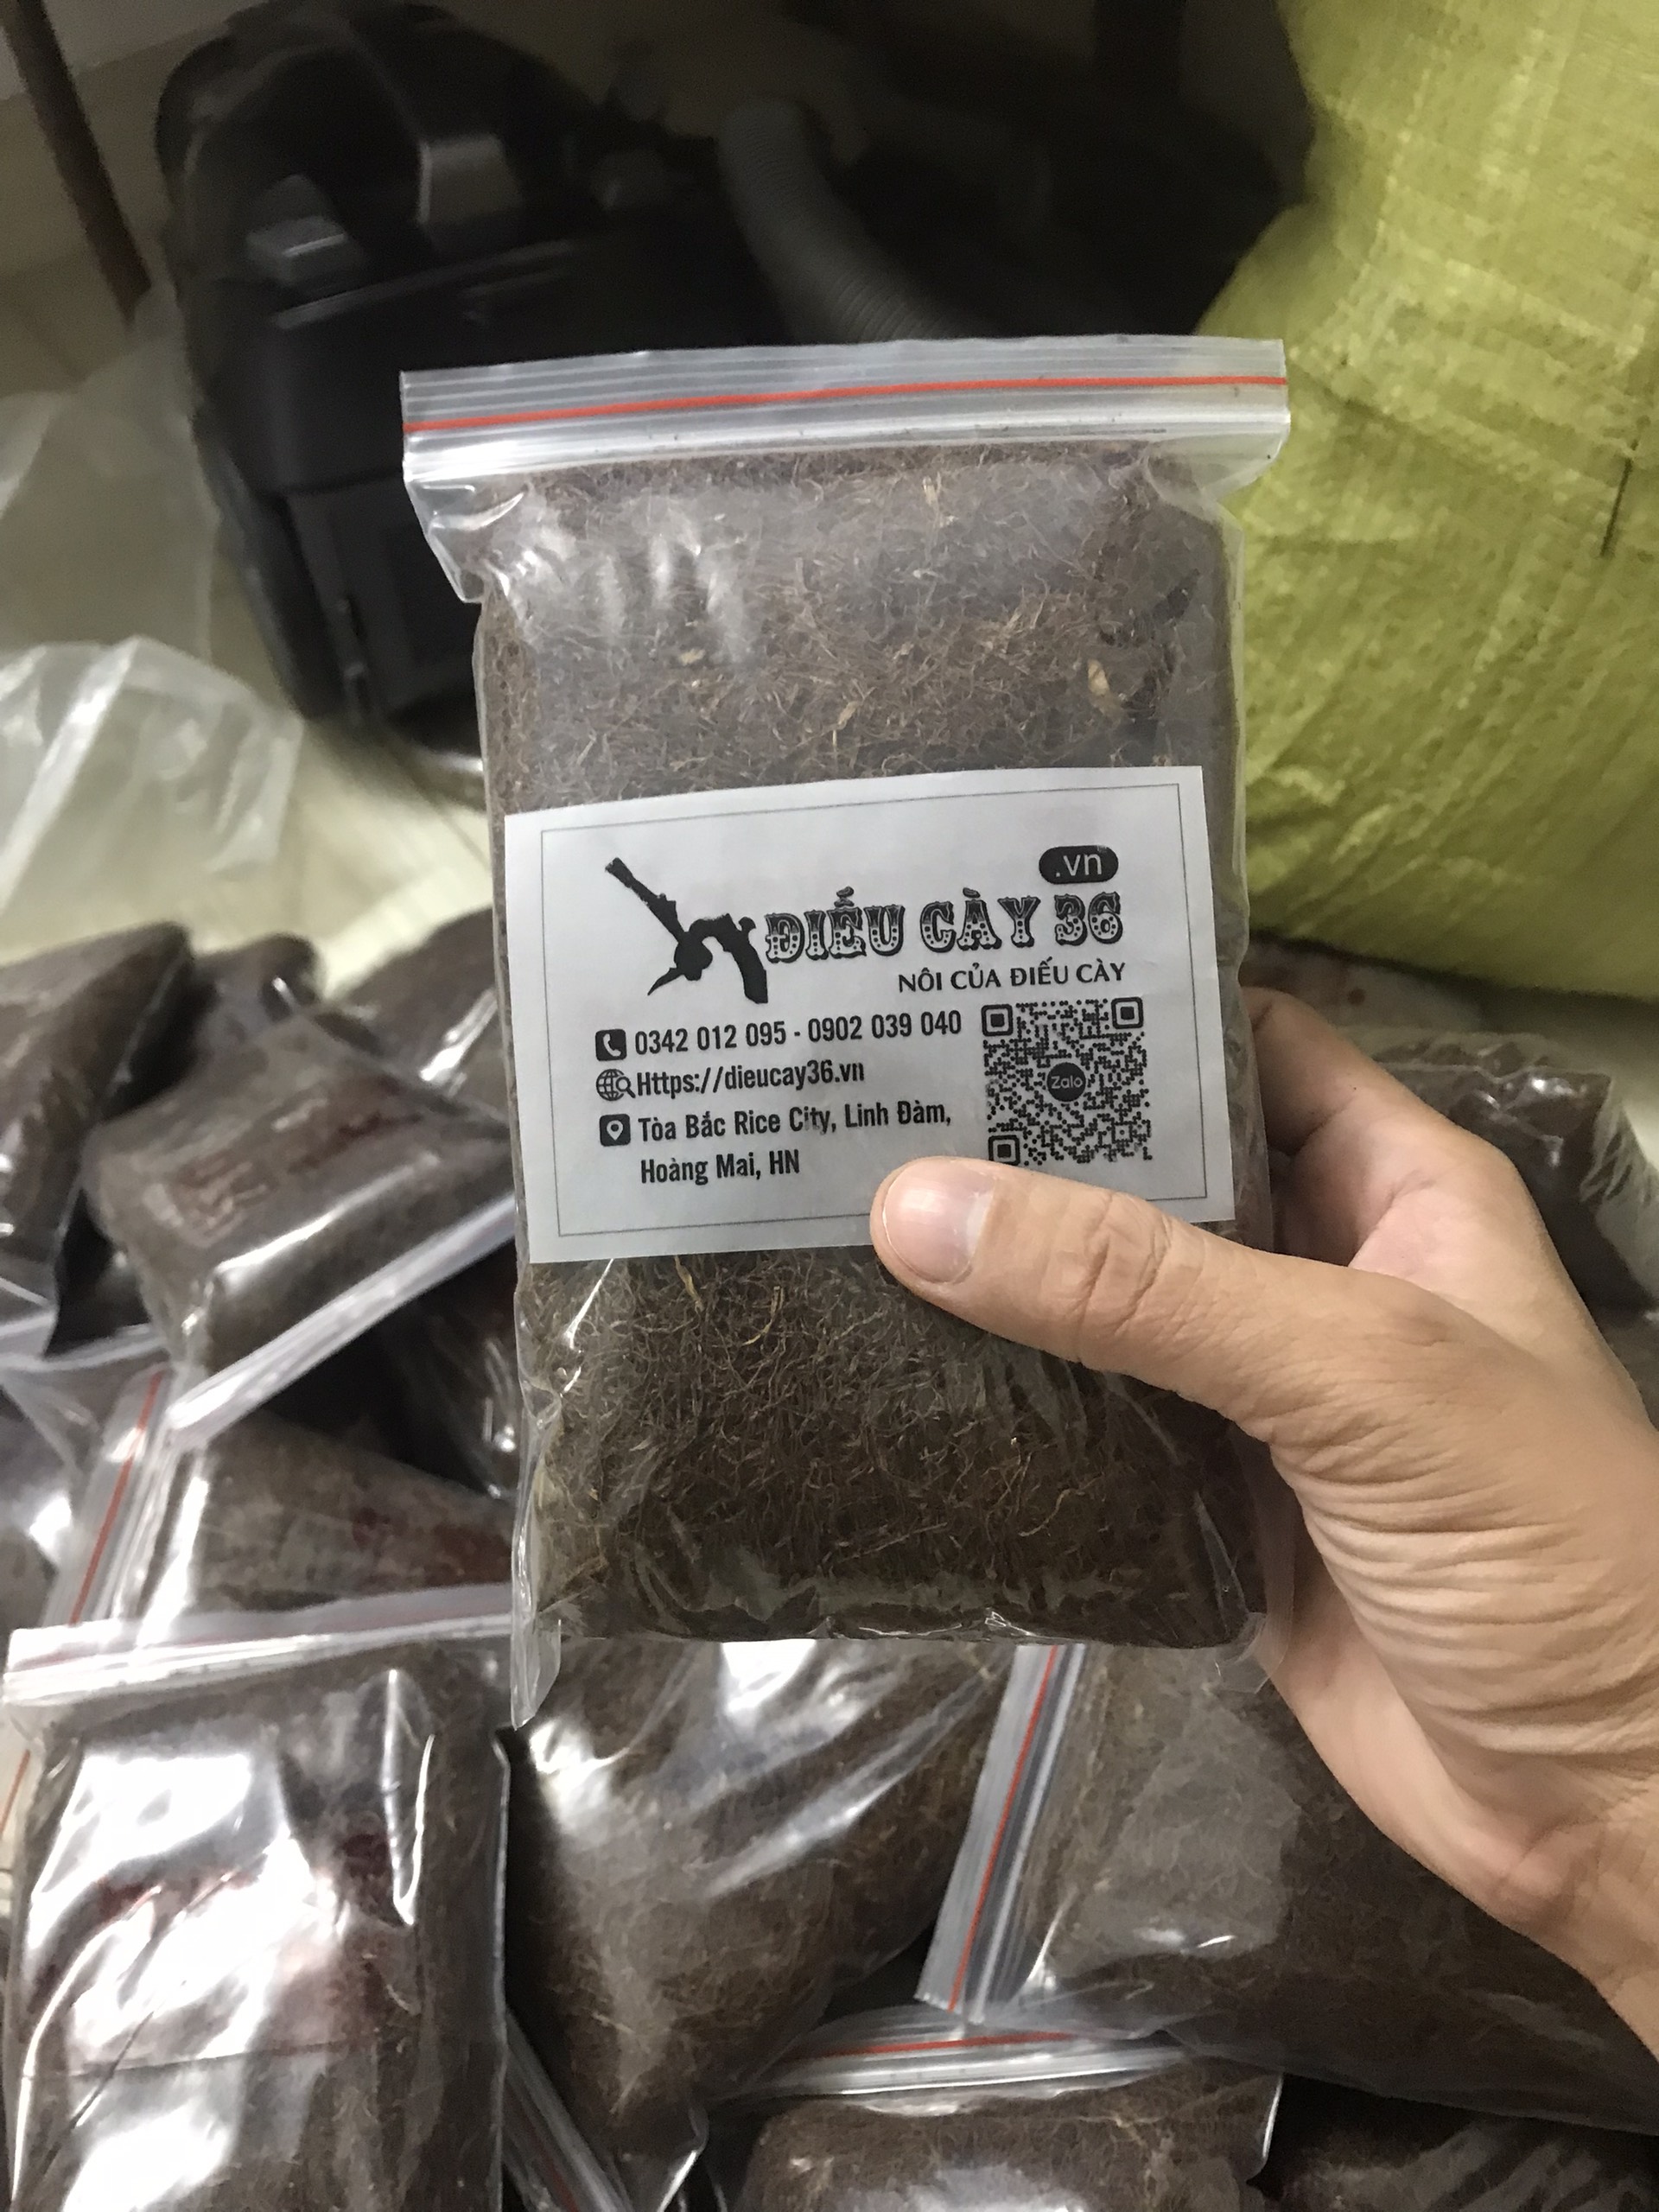 .vn
ĐIẾU CÀY 36
NÔI CỦA ĐIẾU CÀY
0342 012 095 - 0902 039 040
Https://dieucay36.vn
Zalo
Tòa Bắc Rice City, Linh Đàm,
Hoàng Mai, HN